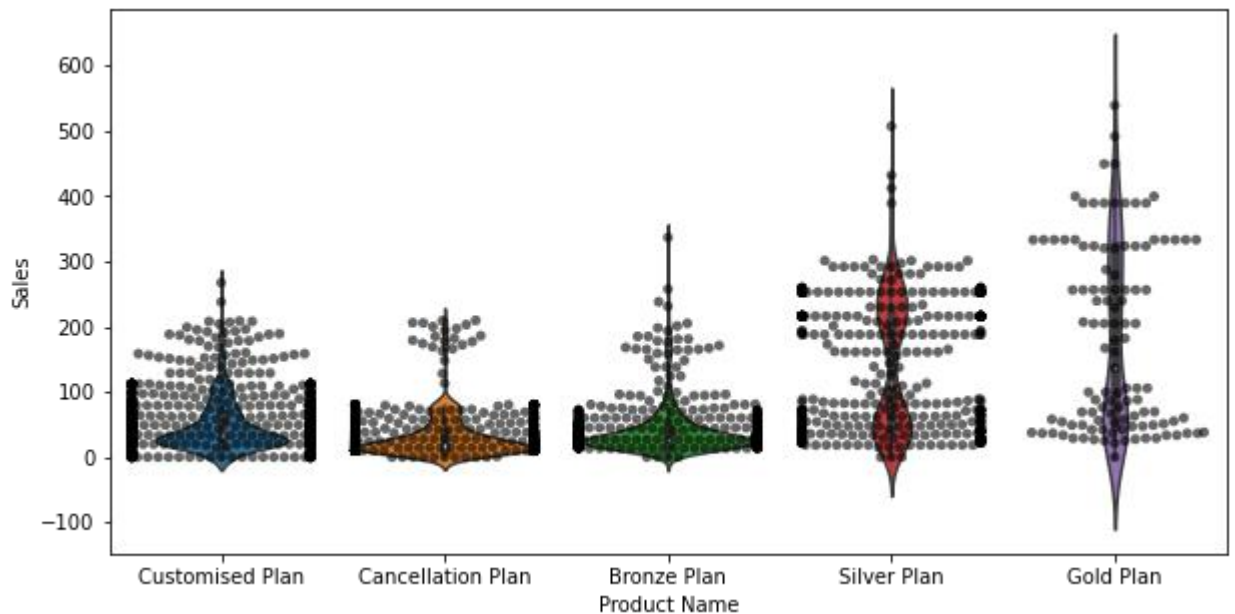 600
500
400
300
200
100
0
−100
Sales
Customised Plan
Cancellation Plan
Bronze Plan
Silver Plan
Gold Plan
Product Name